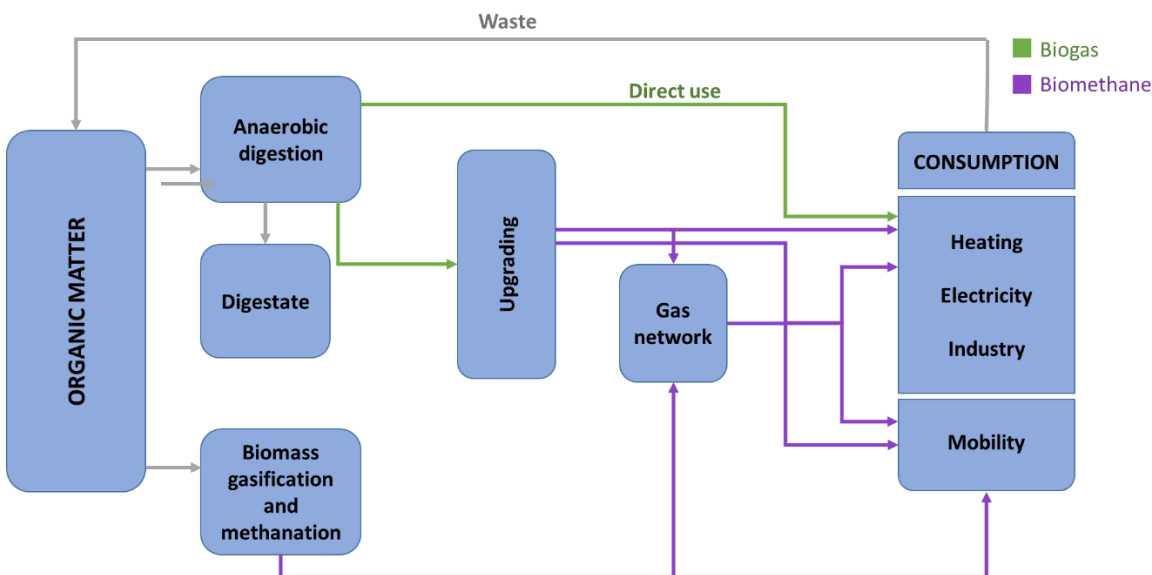 Waste
Biogas
Biomethane
Direct use
Anaerobic
digestion
CONSUMPTION
ORGANIC MATTER
Upgrading
Heating
Digestate
Gas
network
Electricity
Industry
Mobility
Biomass
gasification
and
methanation